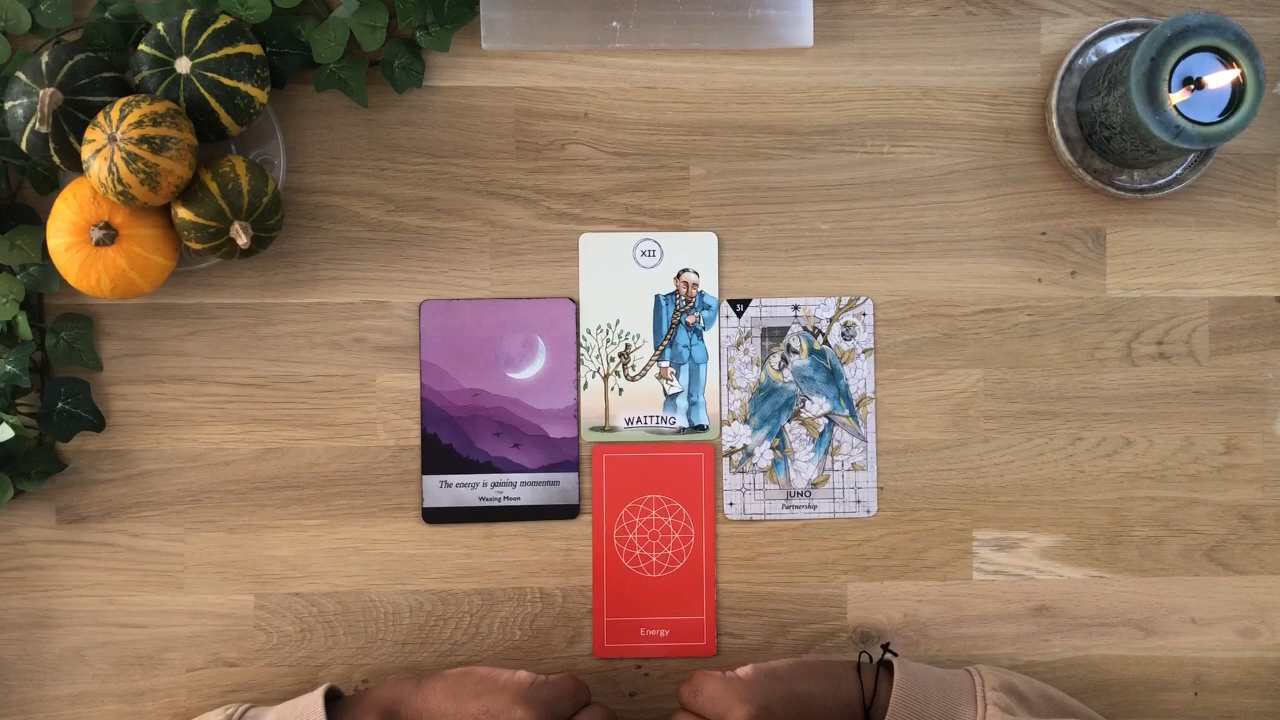 XII
WAITING
The energy is gaining momentum
Waxing Moon
31
JUNO
Partnership
Energy